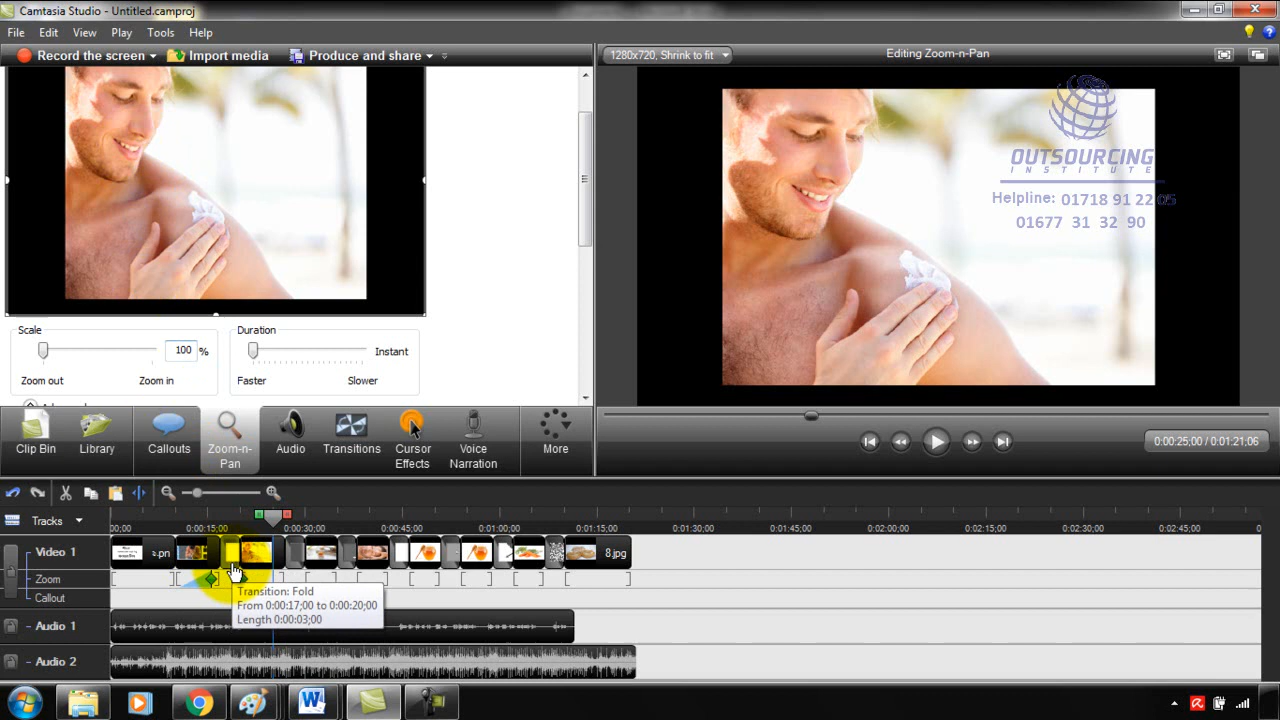 Camtasia Studio - Untitled.camproj
File Edit View Play Tools Help
Record the screen Import media Produce and share
1280x720, Shrink to fit
Editing Zoom-n-Pan
OUTSOURCING
INSTITUTE
Helpline: 01718 91 22 05
01677 31 32 90
Scale
100 %
Zoom out Zoom in
Duration
Instant
Faster Slower
Clip Bin
Library
Callouts
Zoom-n-Pan
Audio
Transitions
Cursor Effects
Voice Narration
More
0:00:25,00 / 0:01:21,06
Tracks
00;00 0:00:15;00 0:00:30;00 0:00:45;00 0:01:00;00 0:01:15;00 0:01:30;00 0:01:45;00 0:02:00;00 0:02:15;00 0:02:30;00 0:02:45;00 0
Video 1
ɔ.pn
8.jpg
Zoom
Callout
Transition: Fold
From 0:00:17;00 to 0:00:20;00
Length 0:00:03;00
Audio 1
Audio 2